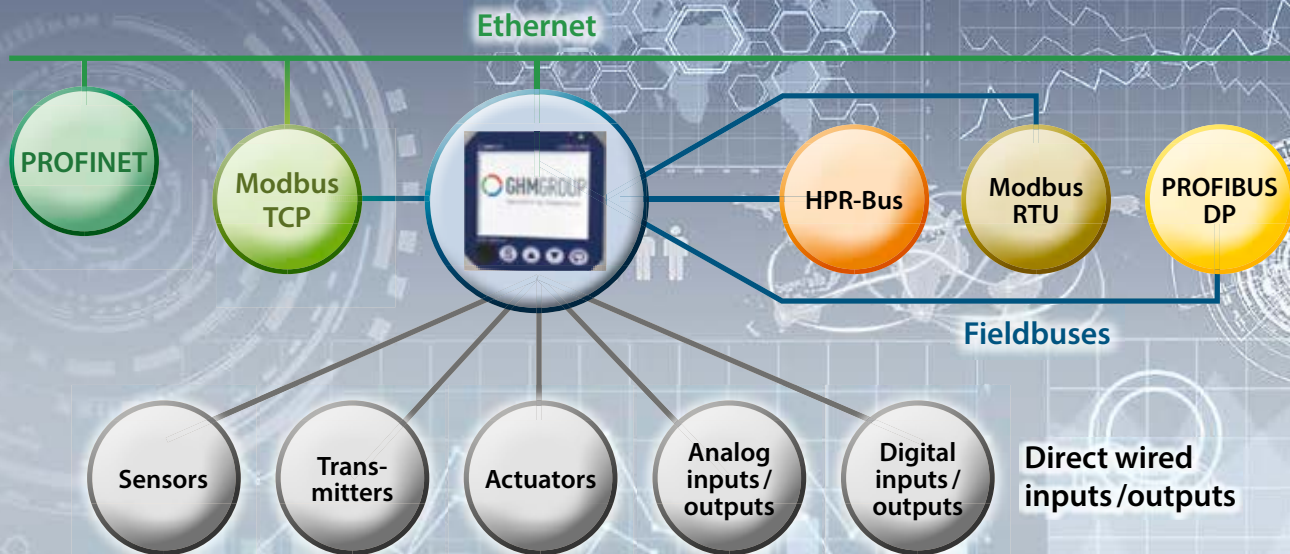 Ethernet
PROFINET
Modbus
TCP
GHMGROUP
HPR-Bus
Modbus
RTU
PROFIBUS
DP
Fieldbuses
Sensors
Trans-
mitters
Actuators
Analog
inputs/
outputs
Digital
inputs/
outputs
Direct wired
inputs/outputs